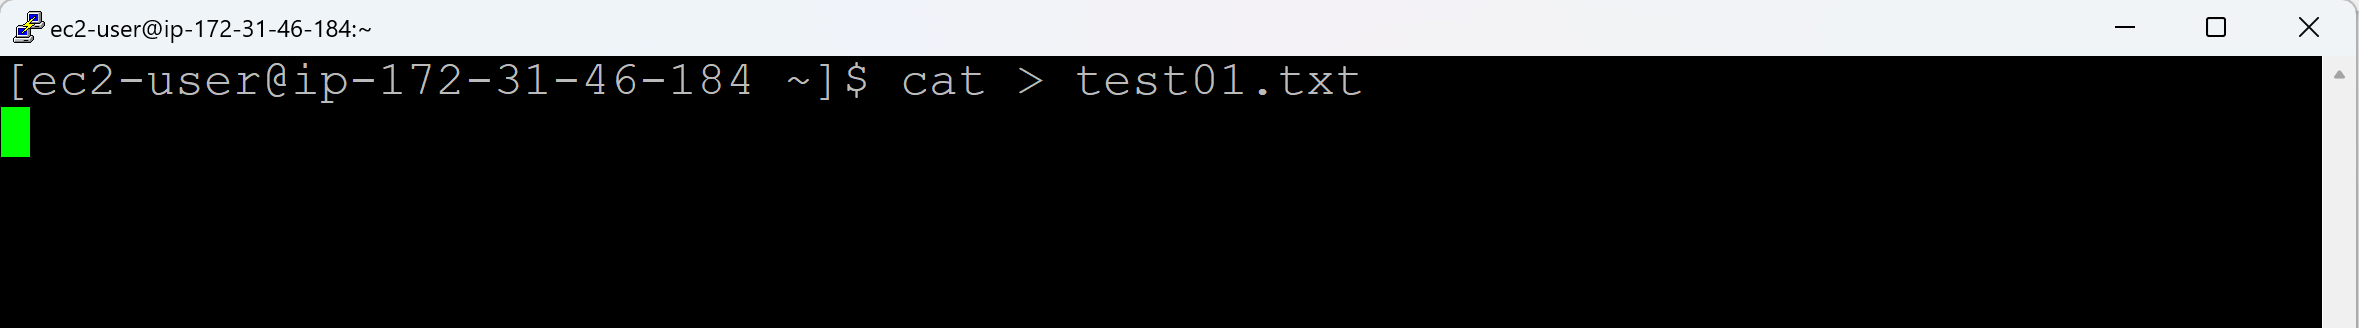 ec2-user@ip-172-31-46-184:~
[ec2-user@ip-172-31-46-184 ~]$ cat > test01.txt